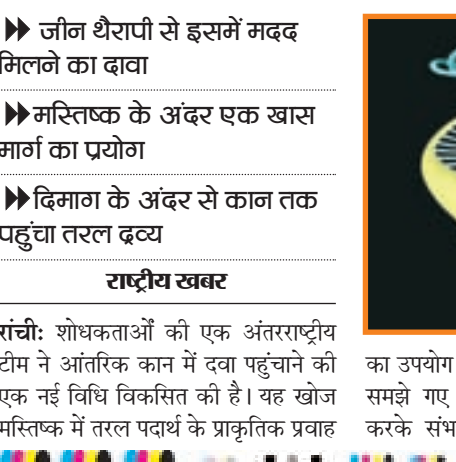 ▶▶ जीन थैरापी से इसमें मदद
मिलने का दावा
▶▶मस्तिष्क के अंदर एक खास
मार्ग का प्रयोग
▶▶दिमाग के अंदर से कान तक
पहुंचा तरल द्रव्य
राष्ट्रीय खबर
रांचीः शोधकर्ताओं की एक अंतरराष्ट्रीय
टीम ने आंतरिक कान में दवा पहुंचाने की
एक नई विधि विकसित की है। यह खोज
मस्तिष्क में तरल पदार्थ के प्राकृतिक प्रवाह
का उपयोग
समझे गए
करके